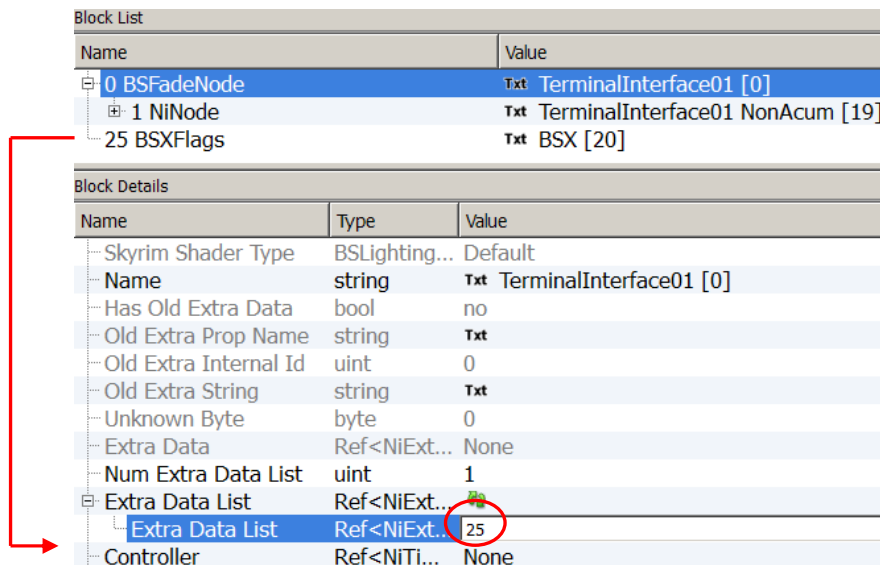 Block List
Name Value
0 BSFadeNode Txt TerminalInterface01 [0]
1 NiNode Txt TerminalInterface01 NonAcum [19]
25 BSXFlags Txt BSX [20]
Block Details
Name Type Value
Skyrim Shader Type BSLighting... Default
Name string Txt TerminalInterface01 [0]
Has Old Extra Data bool no
Old Extra Prop Name string Txt
Old Extra Internal Id uint 0
Old Extra String string Txt
Unknown Byte byte 0
Extra Data Ref<NiExt... None
Num Extra Data List uint 1
Extra Data List Ref<NiExt...
Extra Data List Ref<NiExt... 25
Controller Ref<NiTi... None